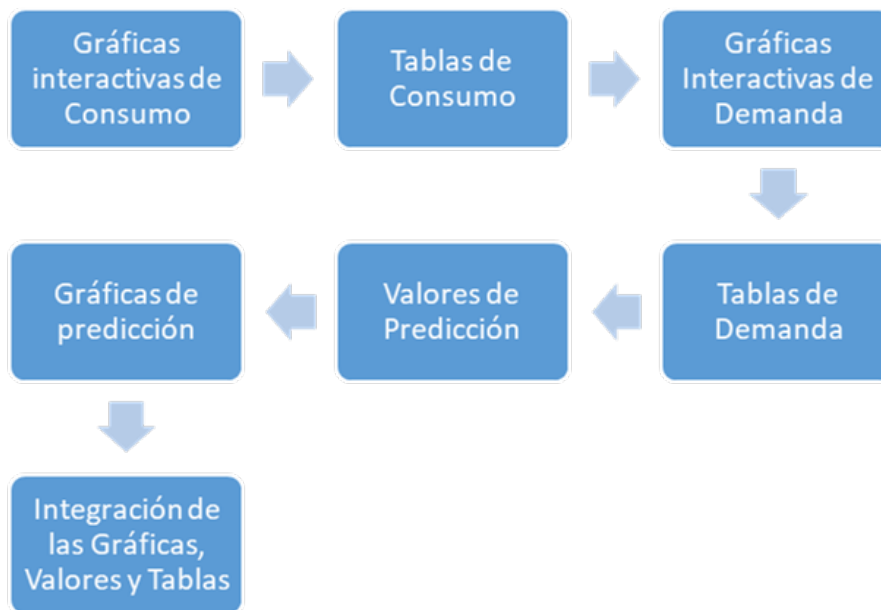 Gráficas
interactivas de
Consumo
Tablas de
Consumo
Gráficas
Interactivas de
Demanda
Tablas de
Demanda
Valores de
Predicción
Gráficas de
predicción
Integración de
las Gráficas,
Valores y Tablas